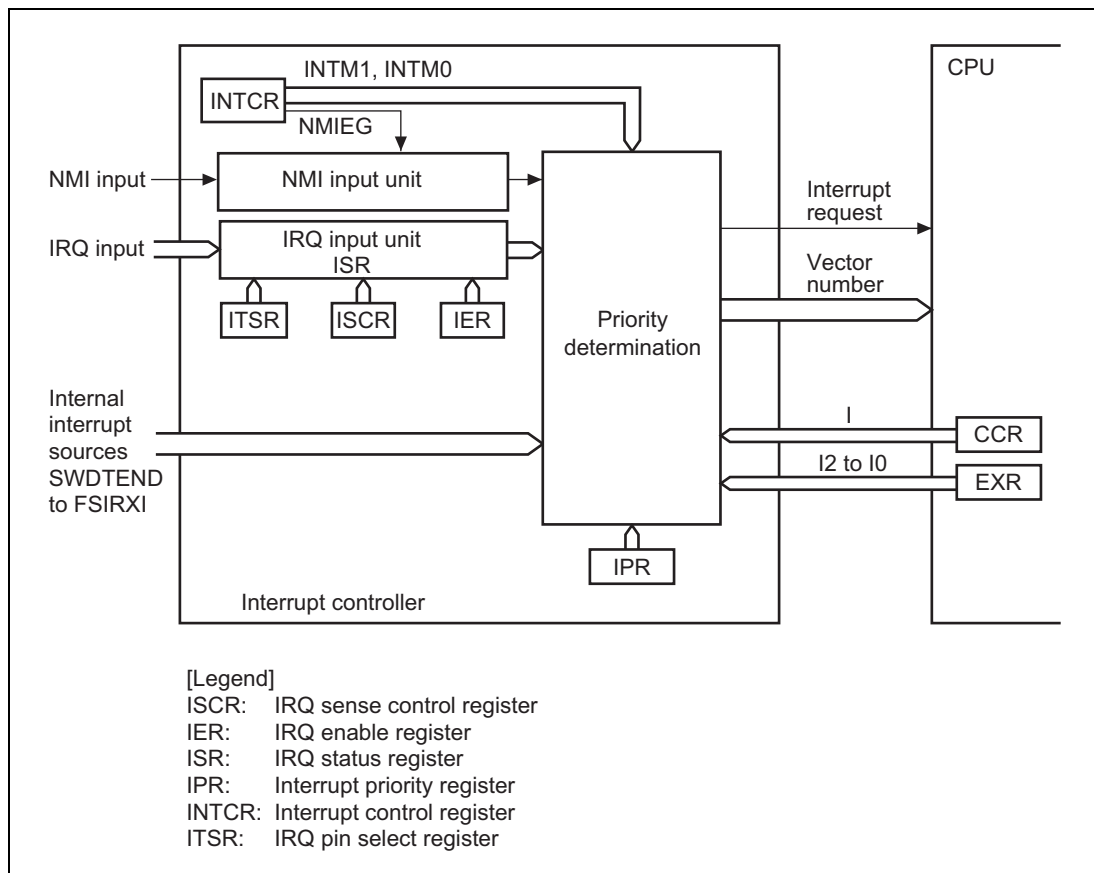 INTM1, INTM0
CPU
INTCR
NMIEG
NMI input
NMI input unit
Interrupt
request
IRQ input
IRQ input unit
ISR
Vector
number
ITSR
ISCR
IER
Priority
determination
Internal
interrupt
sources
SWDTEND
to FSIRXI
I
CCR
I2 to I0
EXR
IPR
Interrupt controller
[Legend]
ISCR: IRQ sense control register
IER: IRQ enable register
ISR: IRQ status register
IPR: Interrupt priority register
INTCR: Interrupt control register
ITSR: IRQ pin select register